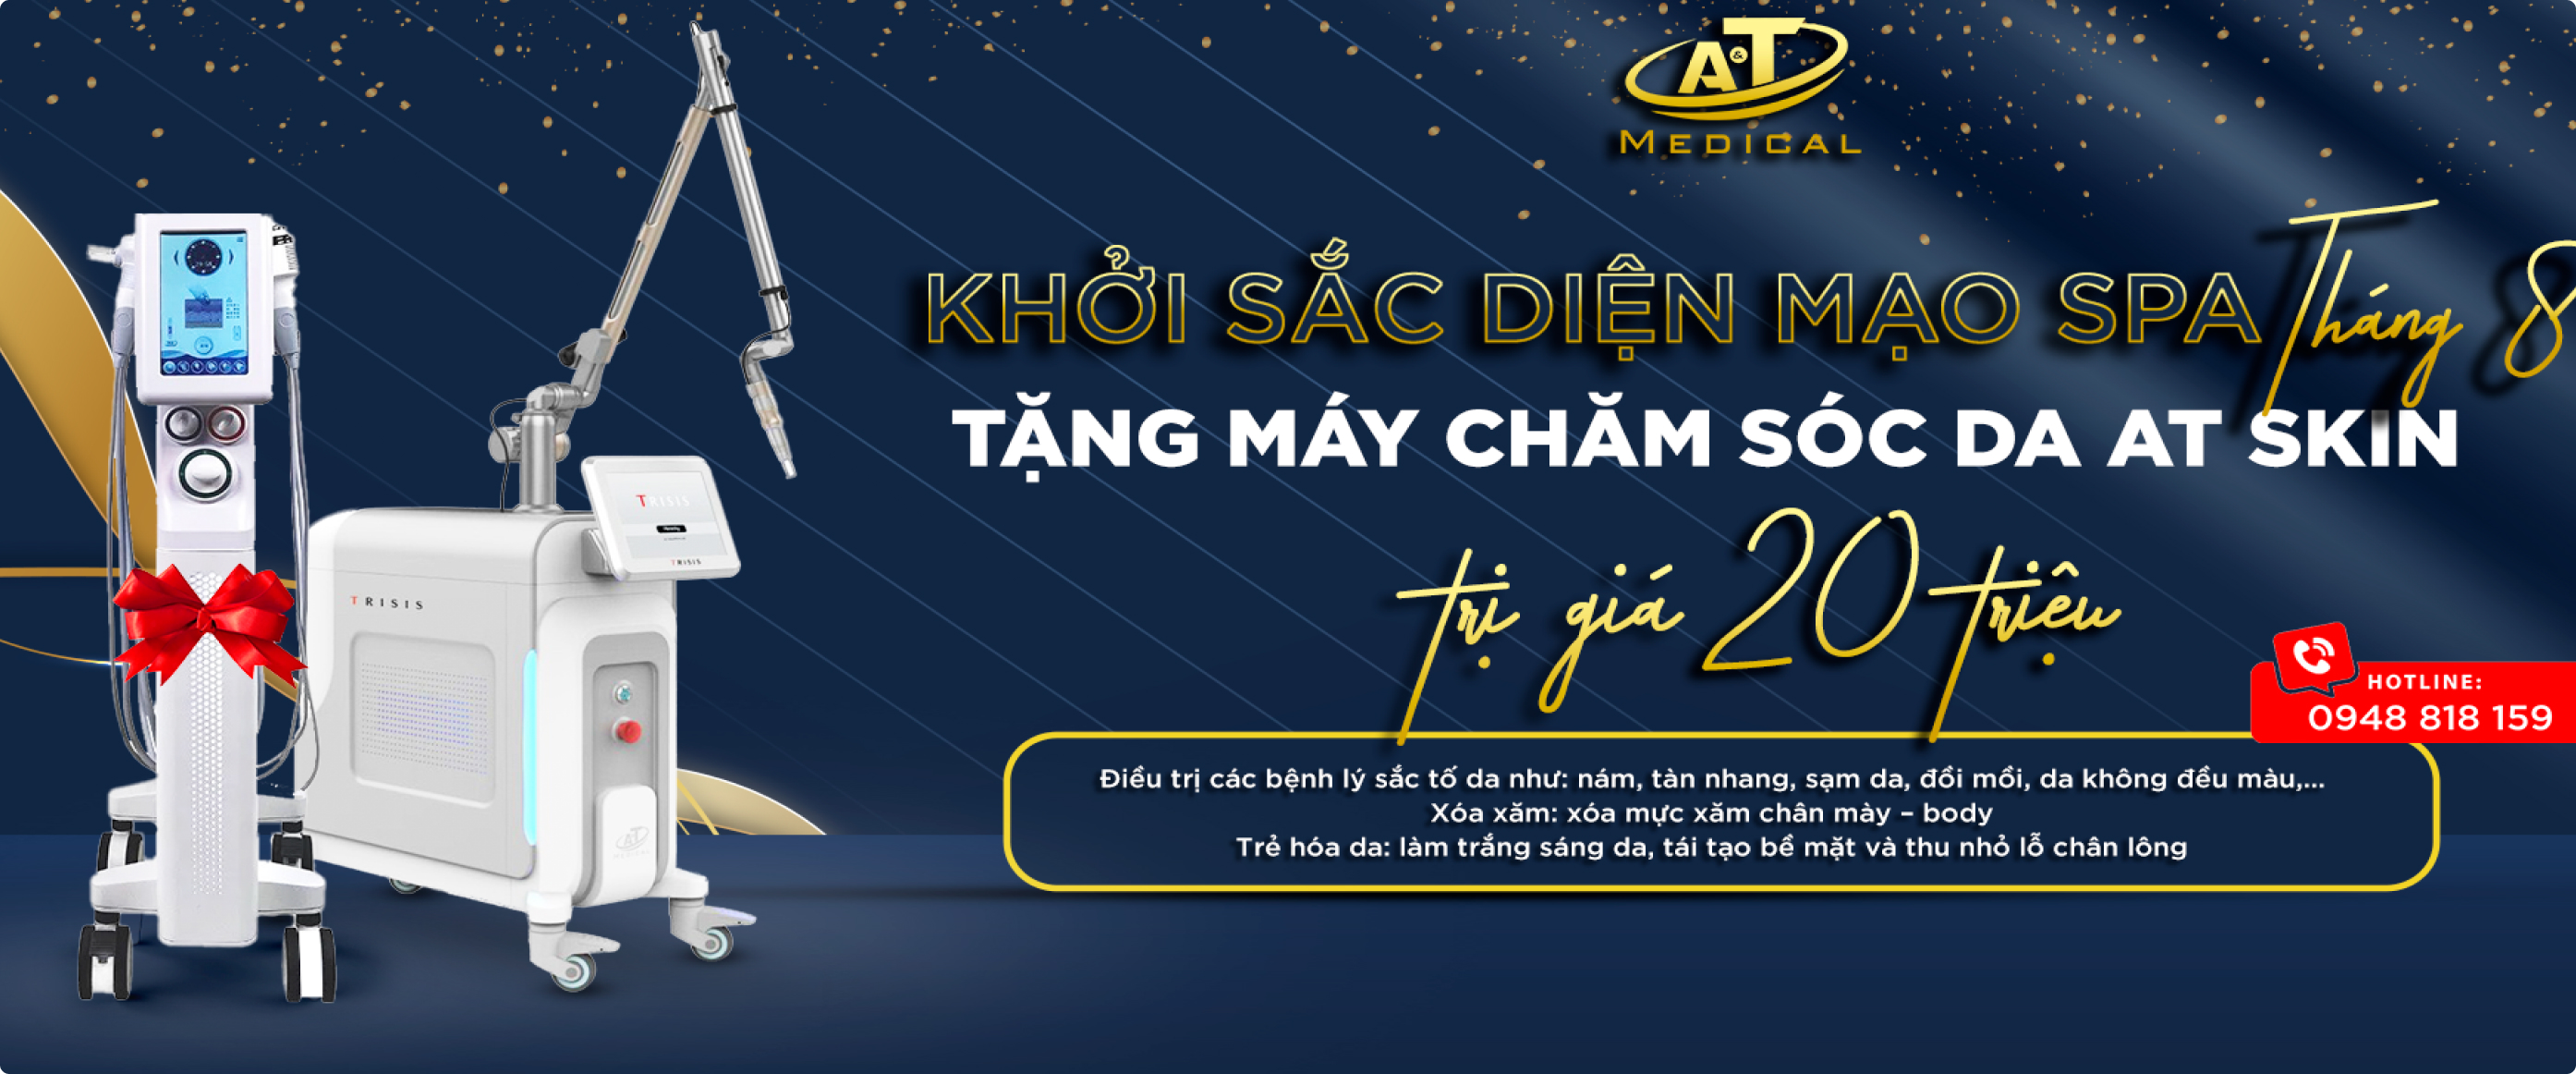 A&T
MEDICAL
KHỞI SẮC DIỆN MẠO SPA Tháng 8
TẶNG MÁY CHĂM SÓC DA AT SKIN
trị giá 20 triệu
HOTLINE:
0948 818 159
Điều trị các bệnh lý sắc tố da như: nám, tàn nhang, sạm da, đồi mồi, da không đều màu,...
Xóa xăm: xóa mực xăm chân mày – body
Trẻ hóa da: làm trắng sáng da, tái tạo bề mặt và thu nhỏ lỗ chân lông
TRISIS
TRISIS
TRISIS
A&T
MEDICAL